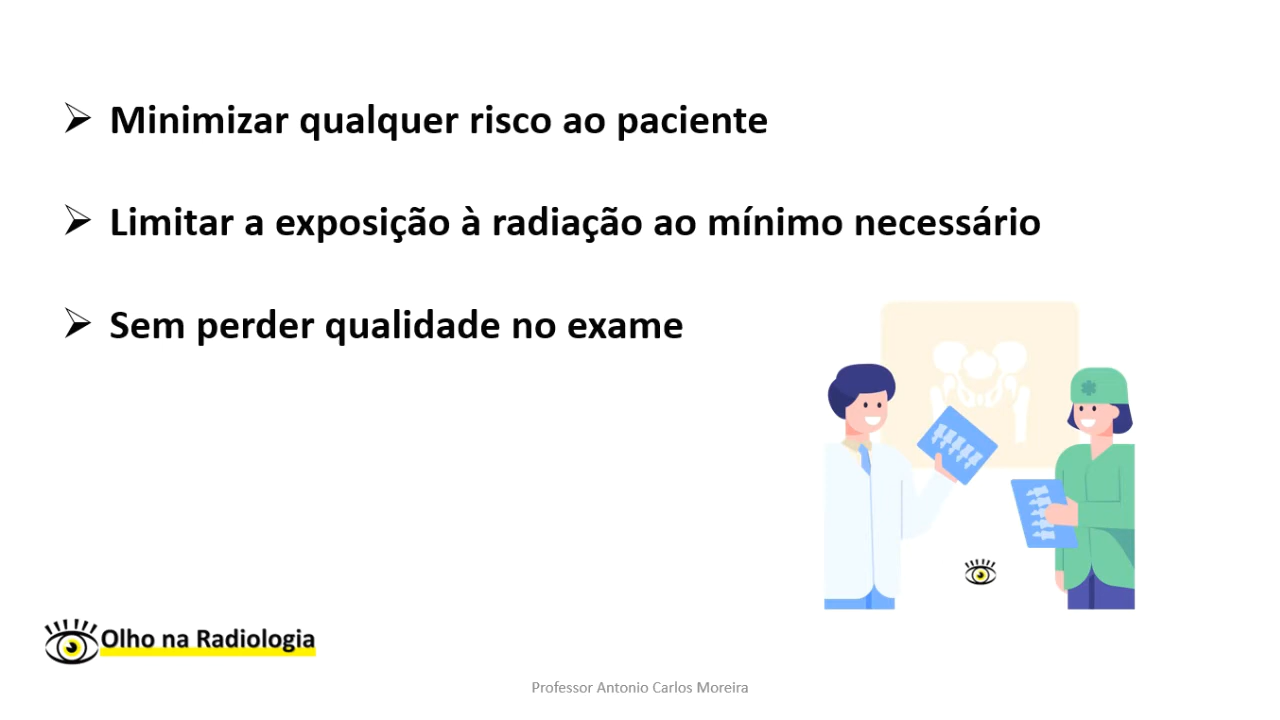 Minimizar qualquer risco ao paciente
Limitar a exposição à radiação ao mínimo necessário
Sem perder qualidade no exame
Olho na Radiologia
Professor Antonio Carlos Moreira